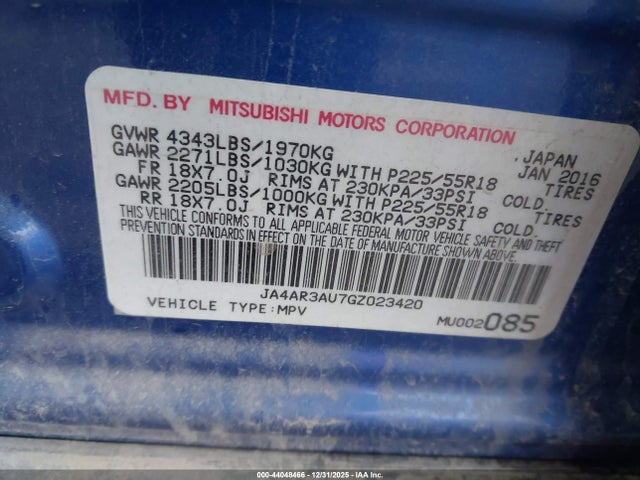 MFD. BY MITSUBISHI MOTORS CORPORATION
GVWR 4343LBS/1970KG JAPAN
GAWR 2271LBS/1030KG WITH P225/55R18 JAN 2016
FR 18X7.0J RIMS AT 230KPA/33PSI COLD. TIRES
GAWR 2205LBS/1000KG WITH P225/55R18 TIRES
RR 18X7.0J RIMS AT 230KPA/33PSI COLD.
THIS VEHICLE CONFORMS TO ALL APPLICABLE FEDERAL MOTOR VEHICLE SAFETY AND THEFT
PREVENTION STANDARDS IN EFFECT ON THE DATE OF MANUFACTURE SHOWN ABOVE.
JA4AR3AU7GZ023420
VEHICLE TYPE:MPV MU002085
000-44048466 - 12/31/2025 - IAA Inc.